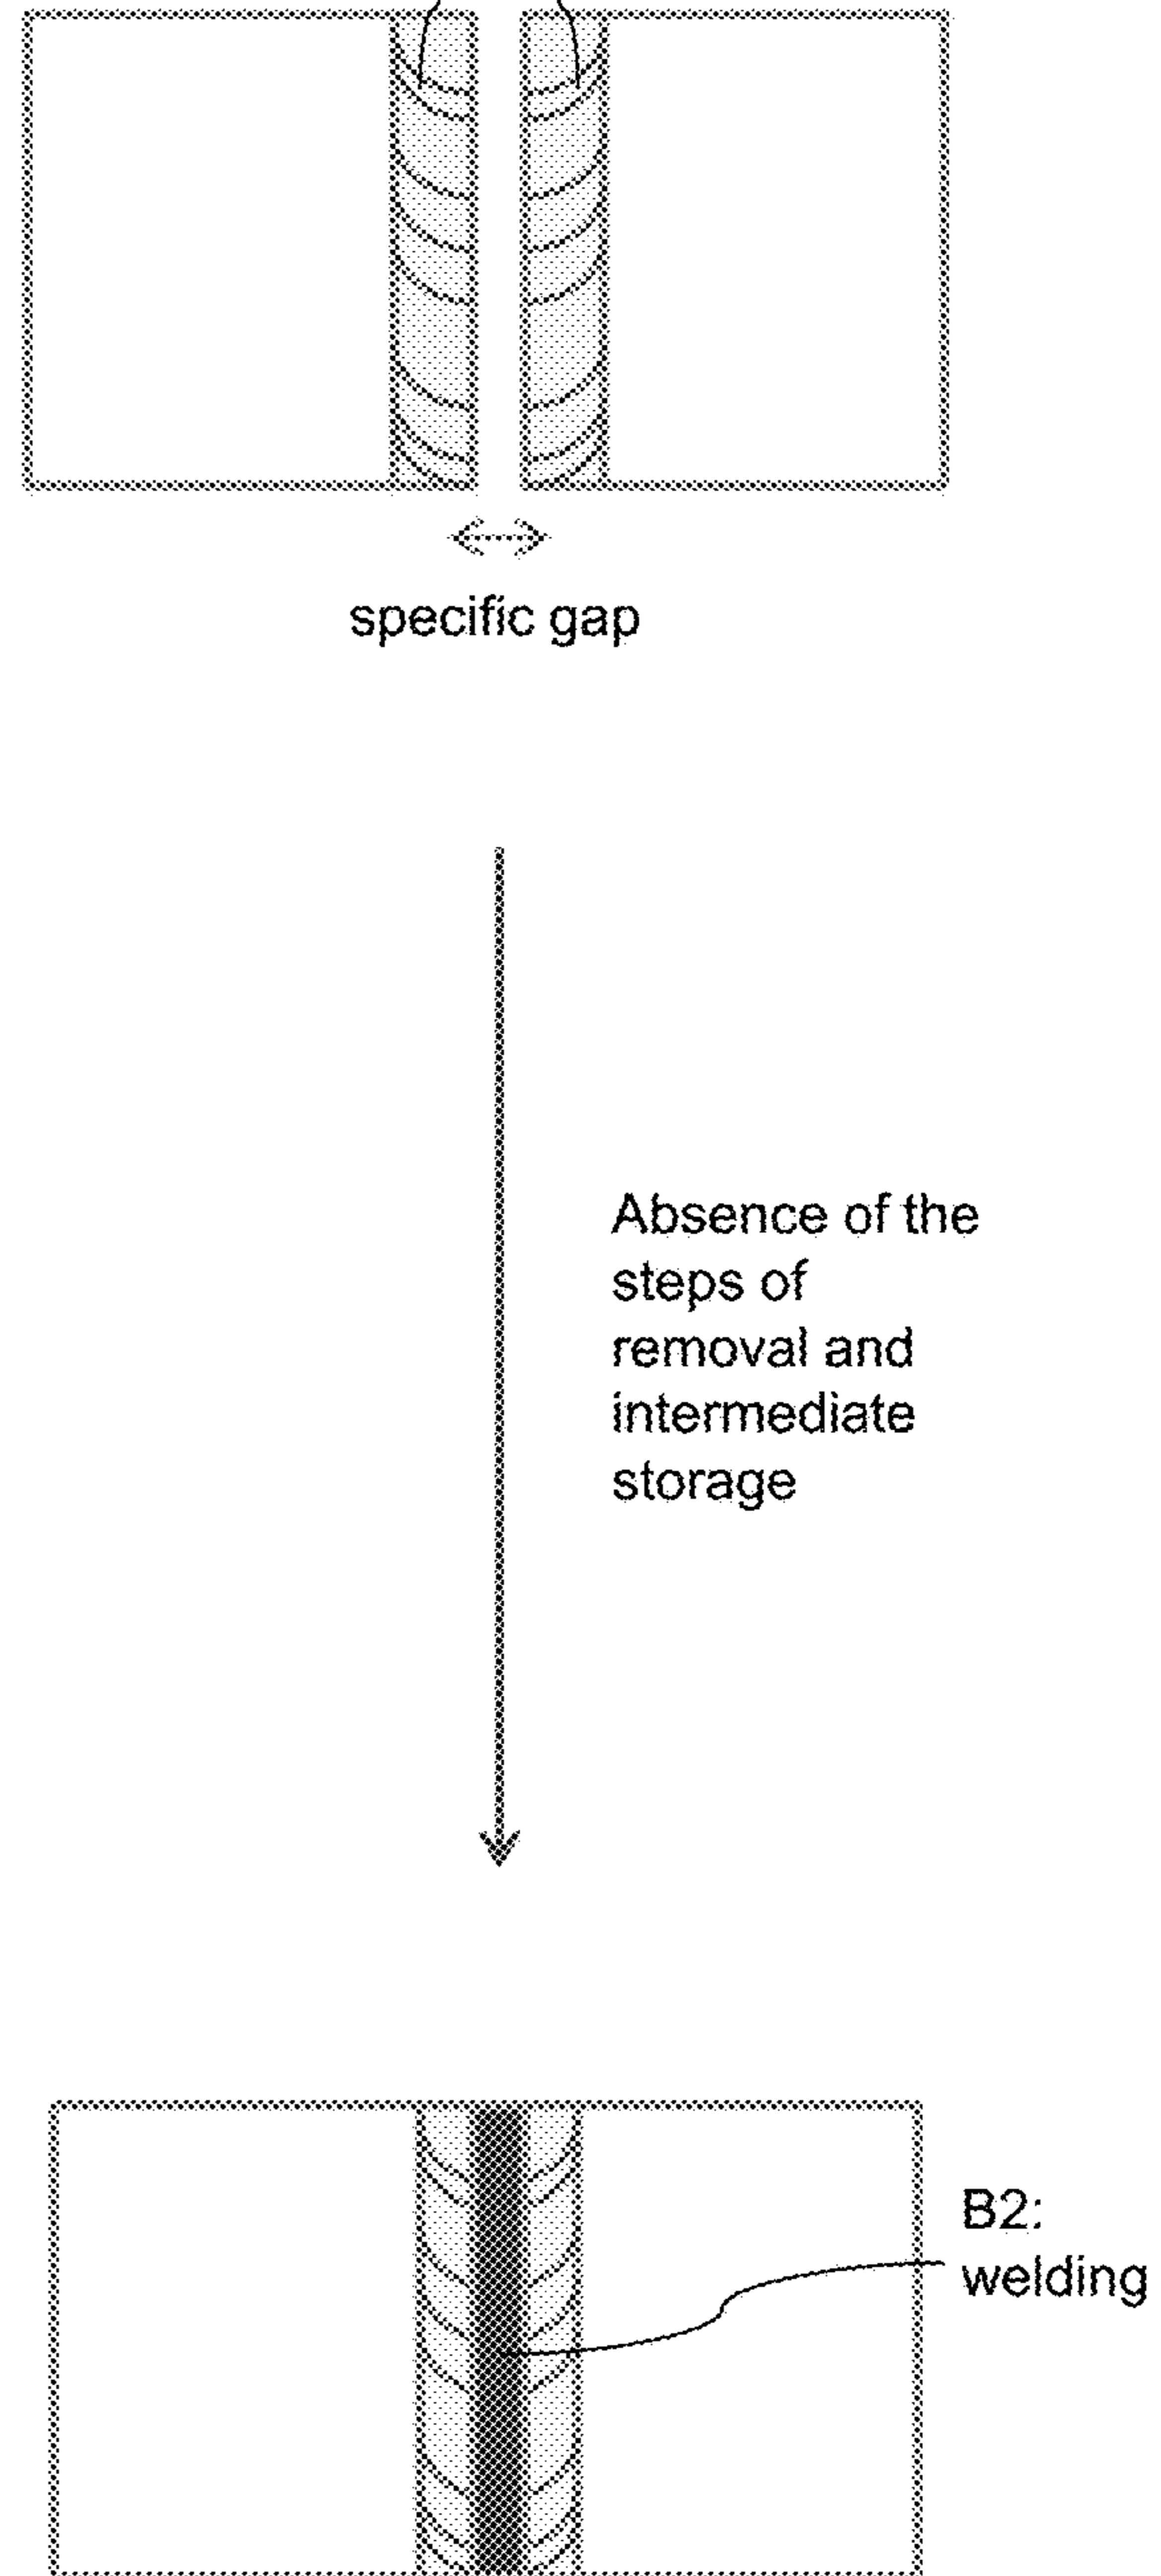 specific gap
Absence of the
steps of
removal and
intermediate
storage
B2:
welding